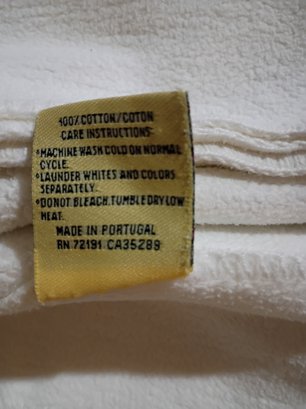 100% COTTON/COTON
CARE INSTRUCTIONS:
*MACHINE WASH COLD ON NORMAL
CYCLE.
*LAUNDER WHITES AND COLORS
SEPARATELY.
*DO NOT BLEACH. TUMBLE DRY LOW
HEAT.
MADE IN PORTUGAL
RN 72191 CA35289